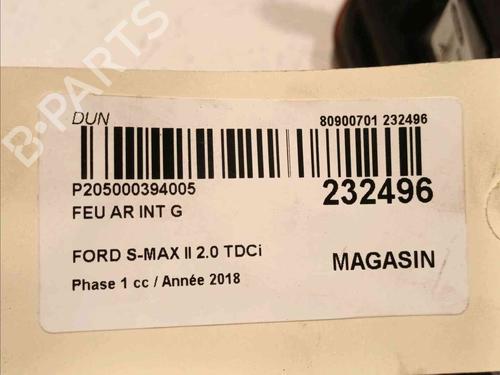 DUN
80900701 232496
P205000394005
232496
FEU AR INT G
FORD S-MAX II 2.0 TDCi
MAGASIN
Phase 1 cc / Année 2018
B-PARTS